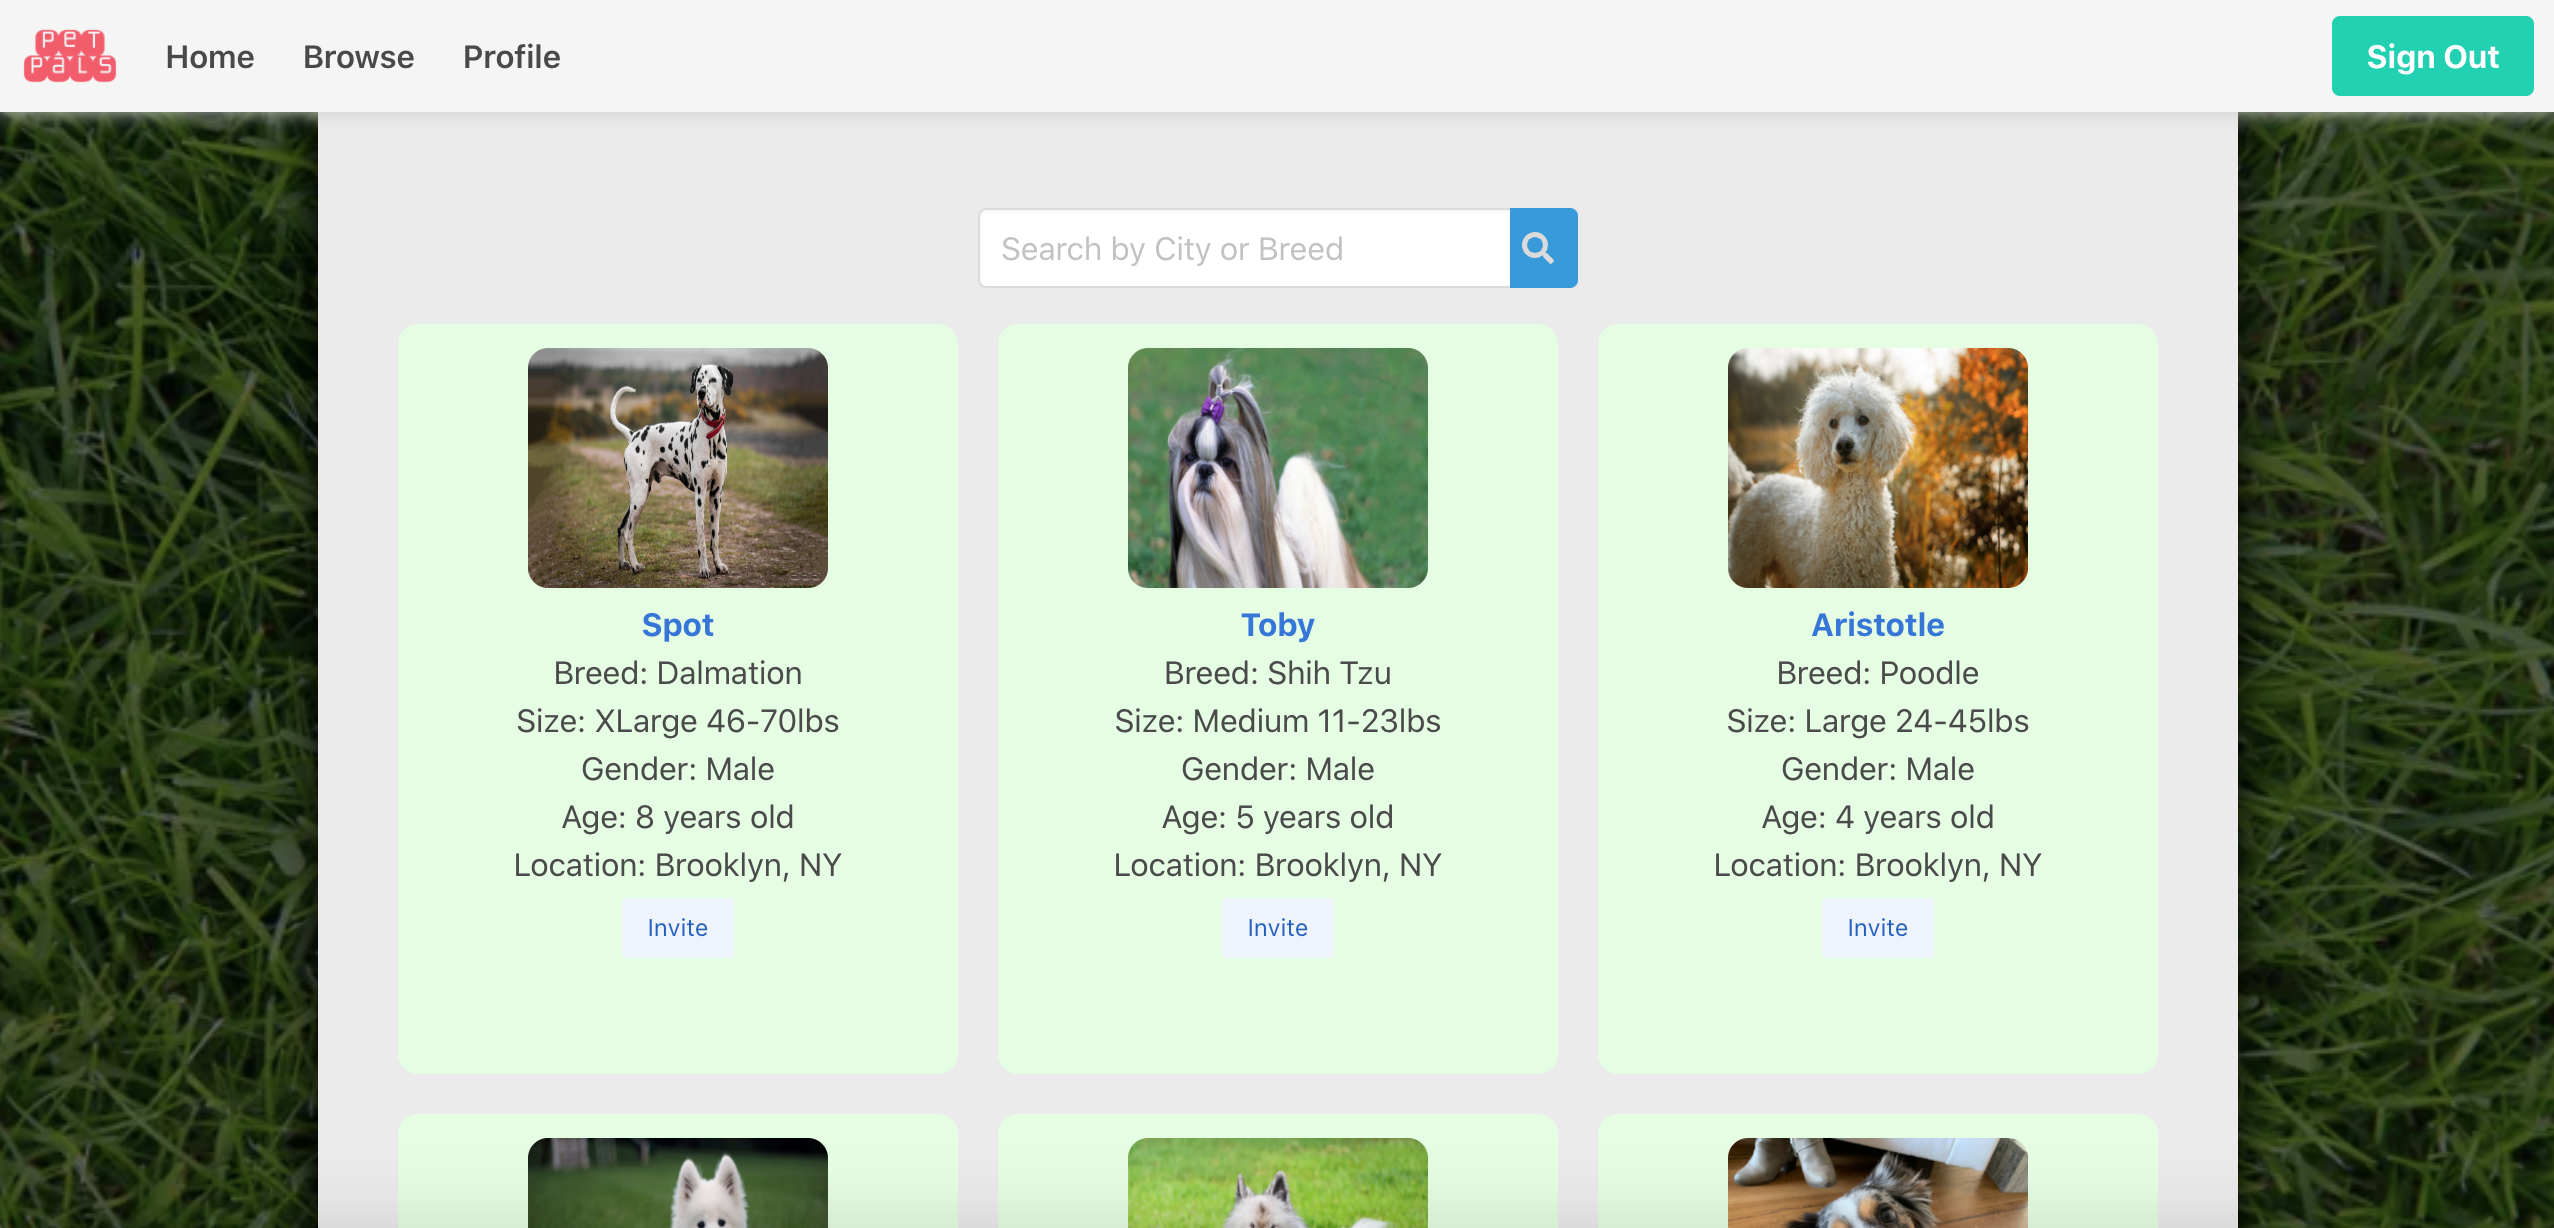 PET
PALS
Home
Browse
Profile
Sign Out
Search by City or Breed
Spot
Breed: Dalmation
Size: XLarge 46-70lbs
Gender: Male
Age: 8 years old
Location: Brooklyn, NY
Invite
Toby
Breed: Shih Tzu
Size: Medium 11-23lbs
Gender: Male
Age: 5 years old
Location: Brooklyn, NY
Invite
Aristotle
Breed: Poodle
Size: Large 24-45lbs
Gender: Male
Age: 4 years old
Location: Brooklyn, NY
Invite